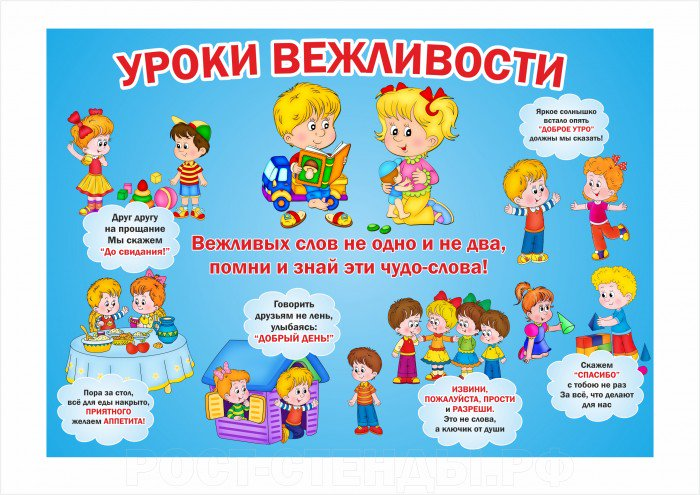 УРОКИ ВЕЖЛИВОСТИ
Яркое солнышко
встало опять
"ДОБРОЕ УТРО"
должны мы сказать!
Друг другу
на прощание
Мы скажем
"До свидания!"
Вежливых слов не одно и не два,
помни и знай эти чудо-слова!
Говорить
друзьям не лень,
улыбаясь:
"ДОБРЫЙ ДЕНЬ!"
Пора за стол,
всё для еды накрыто,
ПРИЯТНОГО
желаем АППЕТИТА!
ИЗВИНИ,
ПОЖАЛУЙСТА, ПРОСТИ
и РАЗРЕШИ.
Это не слова,
а ключик от души
Скажем
"СПАСИБО"
с тобою не раз
За всё, что делают
для нас
РОСТ-СТЕНДЫ.РФ